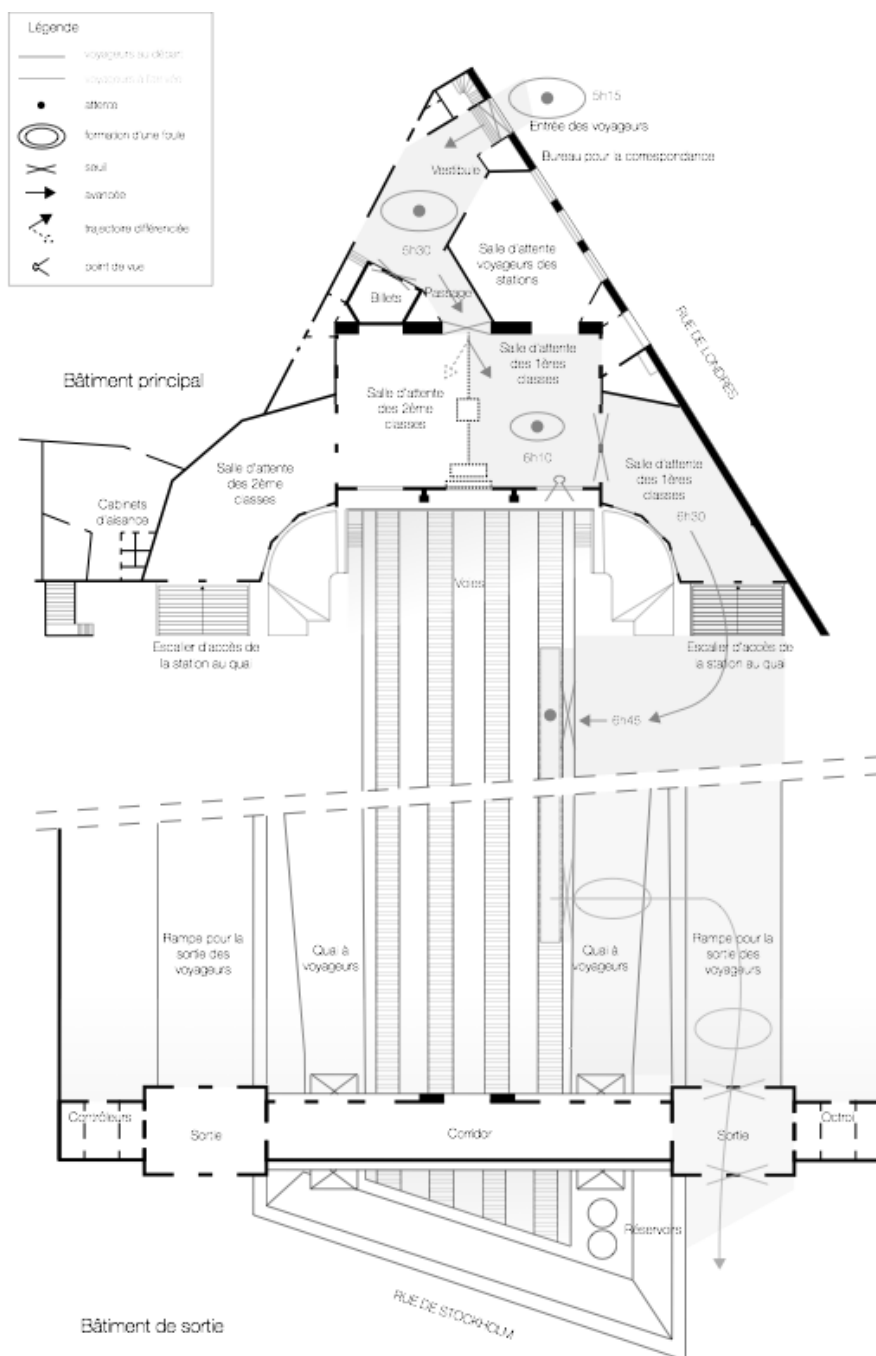 Légende
voyageurs au départ
voyageurs à l'arrivée
attente
formation d'une foule
seuil
avancée
trajectoire différenciée
point de vue
5h15
Entrée des voyageurs
Bureau pour la correspondance
Vestibule
5h30
Salle d'attente
voyageurs des
stations
Billets
Passage
RUE DE LONDRES
Bâtiment principal
Salle d'attente
des 1ères
classes
Salle d'attente
des 2ème
classes
6h10
Salle d'attente
des 2ème
classes
Salle d'attente
des 1ères
classes
Cabinets
d'aisance
6h30
Voies
Escalier d'accès de
la station au quai
Escalier d'accès de
la station au quai
6h45
Rampe pour la
sortie des
voyageurs
Quai à
voyageurs
Quai à
voyageurs
Rampe pour la
sortie des
voyageurs
Contrôleurs
Sortie
Corridor
Sortie
Octroi
Réservoirs
RUE DE STOCKHOLM
Bâtiment de sortie